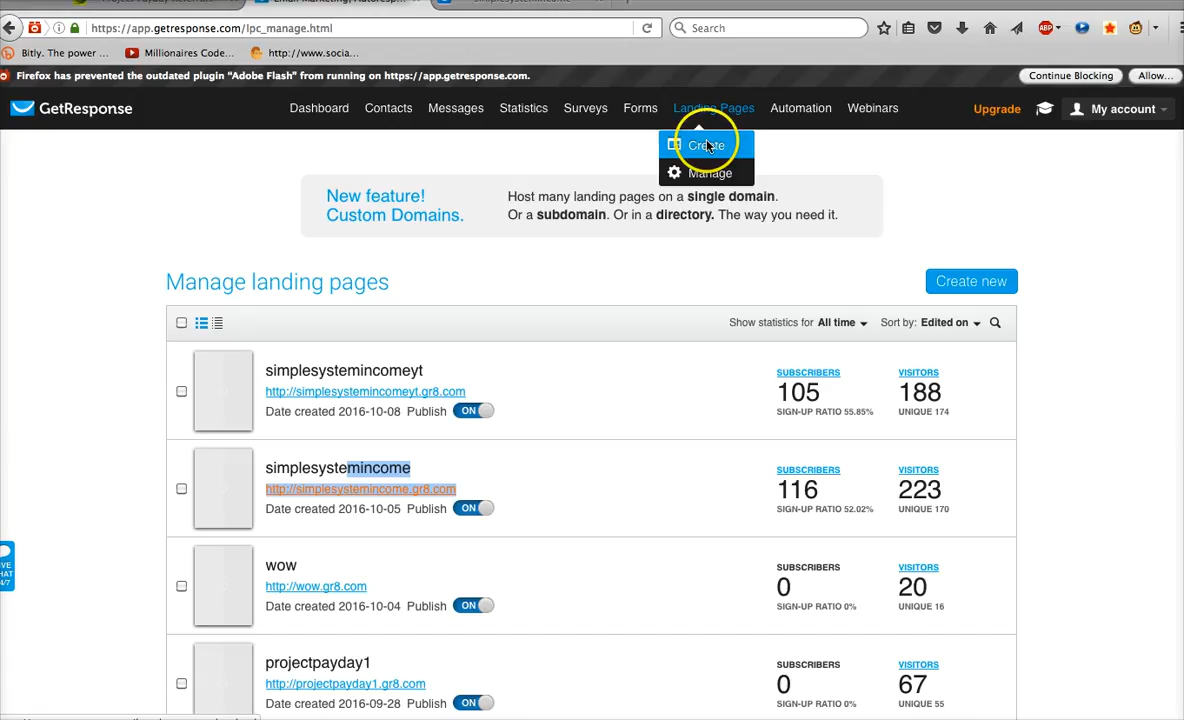 https://app.getresponse.com/lpc_manage.html
Search
Bitly. The power ...
Millionaires Code...
http://www.socia...
Firefox has prevented the outdated plugin "Adobe Flash" from running on https://app.getresponse.com.
Continue Blocking
Allow...
GetResponse
Dashboard
Contacts
Messages
Statistics
Surveys
Forms
Landing Pages
Automation
Webinars
Upgrade
My account
Create
Manage
New feature!
Custom Domains.
Host many landing pages on a single domain.
Or a subdomain. Or in a directory. The way you need it.
Manage landing pages
Create new
Show statistics for All time
Sort by: Edited on
simplesystemincomeyt
http://simplesystemincomeyt.gr8.com
Date created 2016-10-08 Publish ON
SUBSCRIBERS
105
SIGN-UP RATIO 55.85%
VISITORS
188
UNIQUE 174
simplesystemincome
http://simplesystemincome.gr8.com
Date created 2016-10-05 Publish ON
SUBSCRIBERS
116
SIGN-UP RATIO 52.02%
VISITORS
223
UNIQUE 170
wow
http://wow.gr8.com
Date created 2016-10-04 Publish ON
SUBSCRIBERS
0
SIGN-UP RATIO 0%
VISITORS
20
UNIQUE 16
projectpayday1
http://projectpayday1.gr8.com
Date created 2016-09-28 Publish ON
SUBSCRIBERS
0
SIGN-UP RATIO 0%
VISITORS
67
UNIQUE 55
ABP
24/7